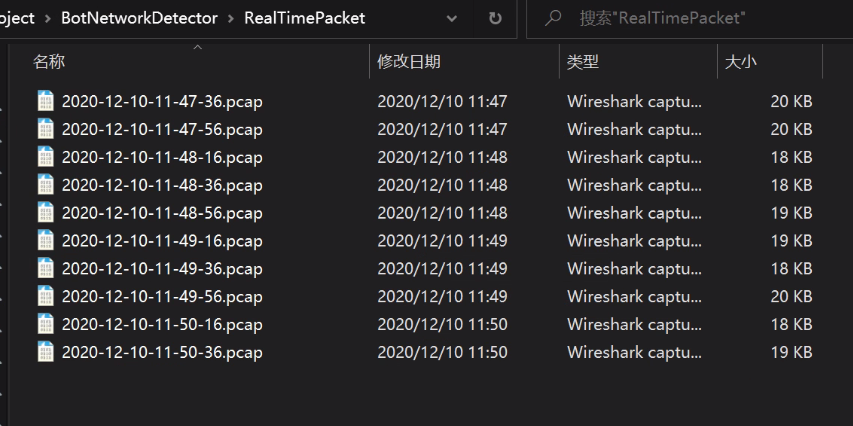 oject > BotNetworkDetector > RealTimePacket 搜索"RealTimePacket"
名称 修改日期 类型 大小
2020-12-10-11-47-36.pcap 2020/12/10 11:47 Wireshark captu... 20 KB
2020-12-10-11-47-56.pcap 2020/12/10 11:47 Wireshark captu... 20 KB
2020-12-10-11-48-16.pcap 2020/12/10 11:48 Wireshark captu... 18 KB
2020-12-10-11-48-36.pcap 2020/12/10 11:48 Wireshark captu... 18 KB
2020-12-10-11-48-56.pcap 2020/12/10 11:48 Wireshark captu... 19 KB
2020-12-10-11-49-16.pcap 2020/12/10 11:49 Wireshark captu... 19 KB
2020-12-10-11-49-36.pcap 2020/12/10 11:49 Wireshark captu... 18 KB
2020-12-10-11-49-56.pcap 2020/12/10 11:49 Wireshark captu... 20 KB
2020-12-10-11-50-16.pcap 2020/12/10 11:50 Wireshark captu... 18 KB
2020-12-10-11-50-36.pcap 2020/12/10 11:50 Wireshark captu... 19 KB